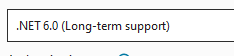 .NET 6.0 (Long-term support)